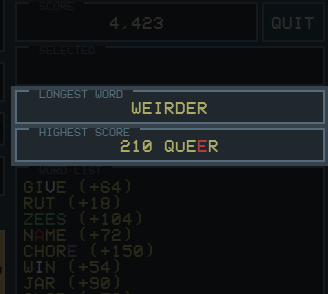 SCORE
4,423
QUIT
SELECTED
LONGEST WORD
WEIRDER
HIGHEST SCORE
210 QuEER
WORD LIST
GIVE (+64)
RUT (+18)
ZEES (+104)
NAME (+72)
CHORE (+150)
WIN (+54)
JAR (+90)